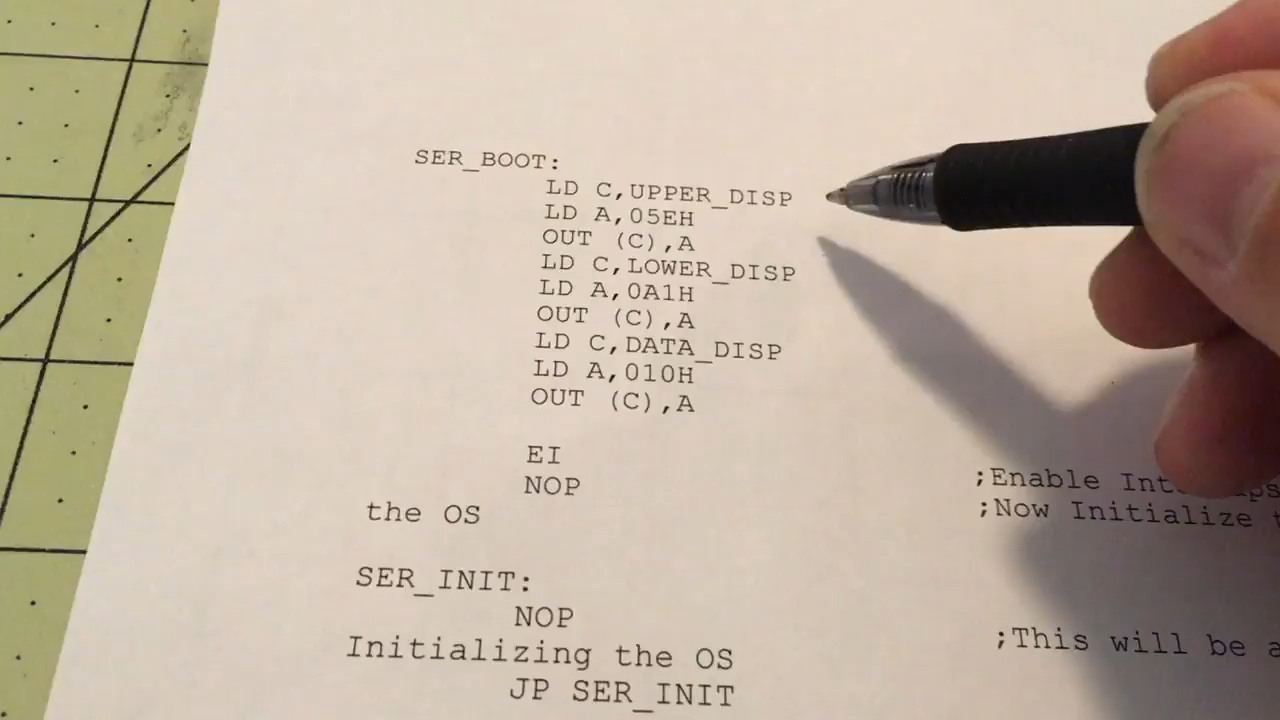 SER_BOOT:
LD C,UPPER_DISP
LD A,05EH
OUT (C),A
LD C,LOWER_DISP
LD A,0A1H
OUT (C),A
LD C,DATA_DISP
LD A,010H
OUT (C),A
EI ;Enable
NOP ;Now Initialize
the OS
SER_INIT:
NOP ;This will be
Initializing the OS
JP SER_INIT